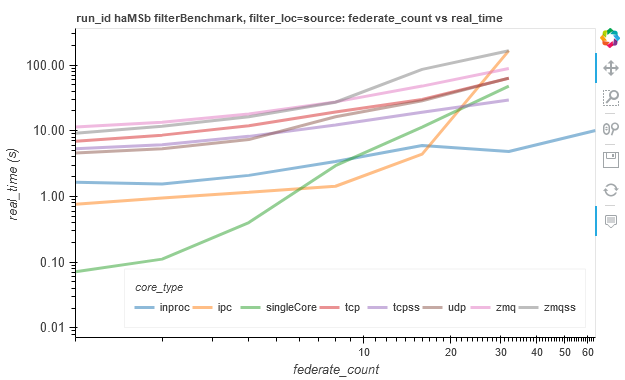 run_id haMSb filterBenchmark, filter_loc=source: federate_count vs real_time
100.00
10.00
1.00
0.10
0.01
real_time (s)
core_type
inproc ipc singleCore tcp tcpss udp zmq zmqss
10 20 30 40 50 60
federate_count